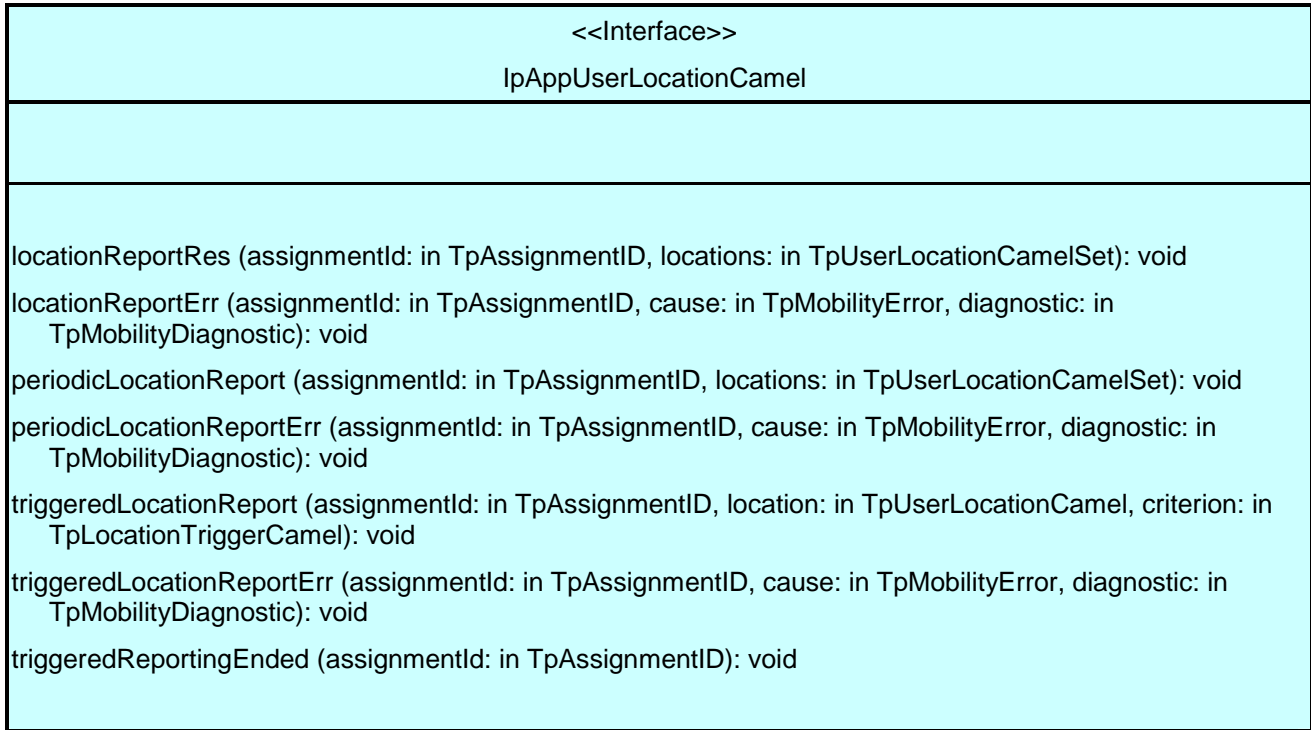 <<Interface>>
IpAppUserLocationCamel
locationReportRes (assignmentId: in TpAssignmentID, locations: in TpUserLocationCamelSet): void
locationReportErr (assignmentId: in TpAssignmentID, cause: in TpMobilityError, diagnostic: in
TpMobilityDiagnostic): void
periodicLocationReport (assignmentId: in TpAssignmentID, locations: in TpUserLocationCamelSet): void
periodicLocationReportErr (assignmentId: in TpAssignmentID, cause: in TpMobilityError, diagnostic: in
TpMobilityDiagnostic): void
triggeredLocationReport (assignmentId: in TpAssignmentID, location: in TpUserLocationCamel, criterion: in
TpLocationTriggerCamel): void
triggeredLocationReportErr (assignmentId: in TpAssignmentID, cause: in TpMobilityError, diagnostic: in
TpMobilityDiagnostic): void
triggeredReportingEnded (assignmentId: in TpAssignmentID): void